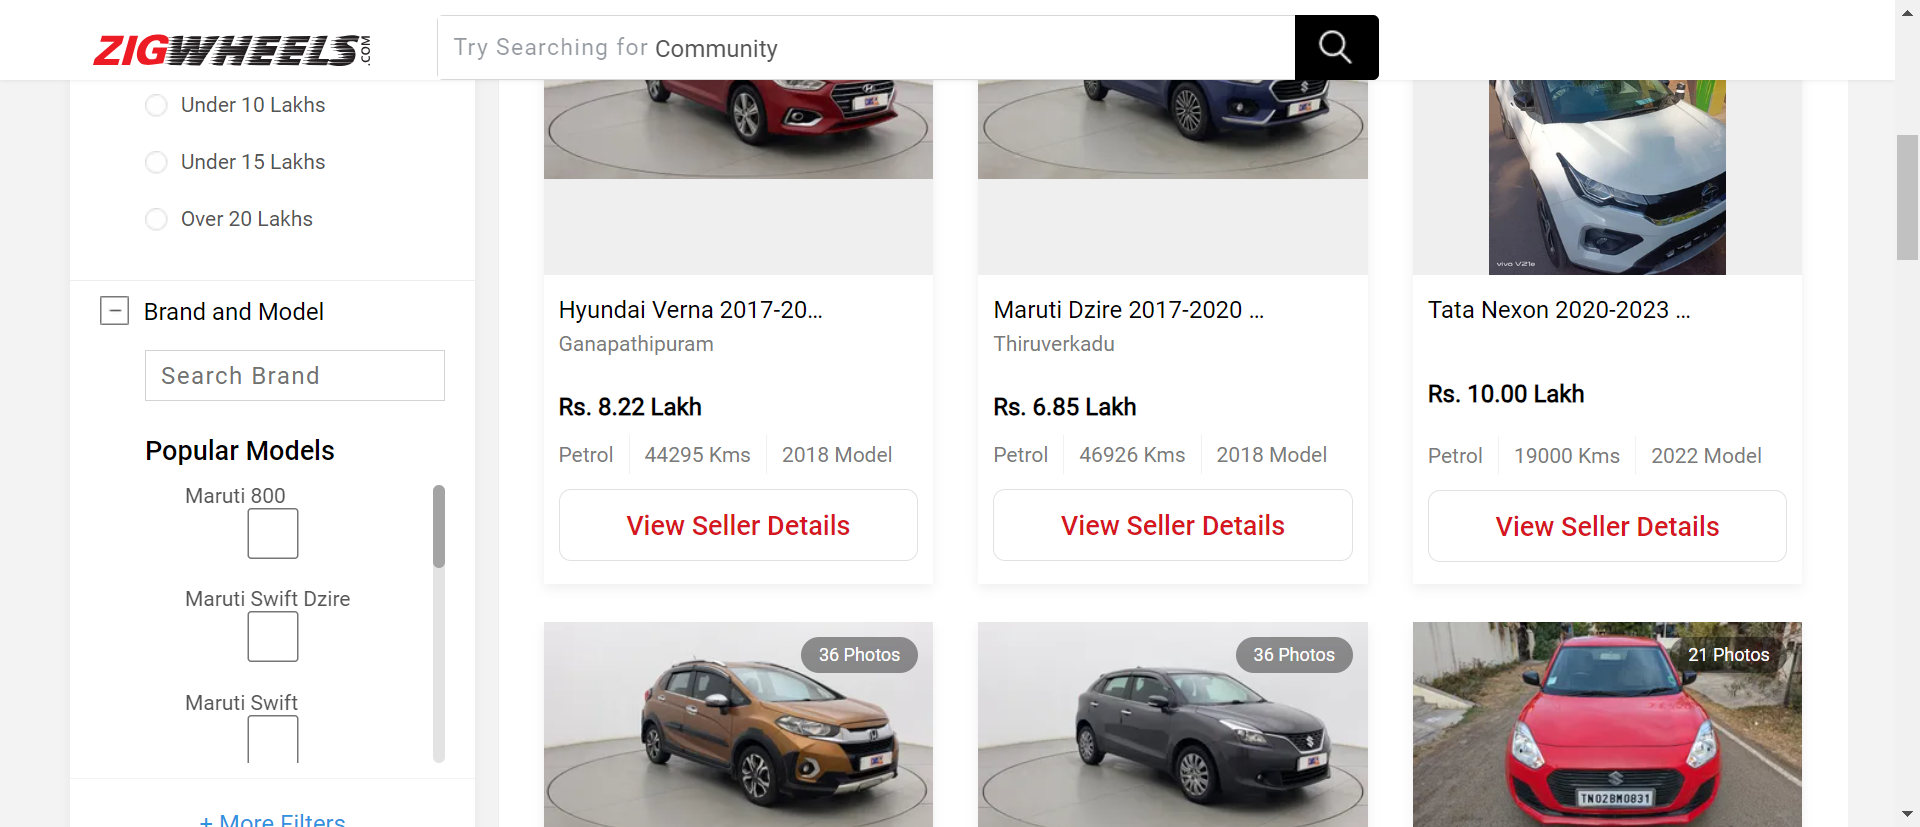 ZIGWHEELS.COM
Try Searching for Community
Under 10 Lakhs
Under 15 Lakhs
Over 20 Lakhs
Brand and Model
Search Brand
Popular Models
Maruti 800
Maruti Swift Dzire
Maruti Swift
+ More Filters
vivo V21e
Hyundai Verna 2017-20...
Ganapathipuram
Rs. 8.22 Lakh
Petrol
44295 Kms
2018 Model
View Seller Details
Maruti Dzire 2017-2020 ...
Thiruverkadu
Rs. 6.85 Lakh
Petrol
46926 Kms
2018 Model
View Seller Details
Tata Nexon 2020-2023 ...
Rs. 10.00 Lakh
Petrol
19000 Kms
2022 Model
View Seller Details
36 Photos
36 Photos
21 Photos
TN02BM0831